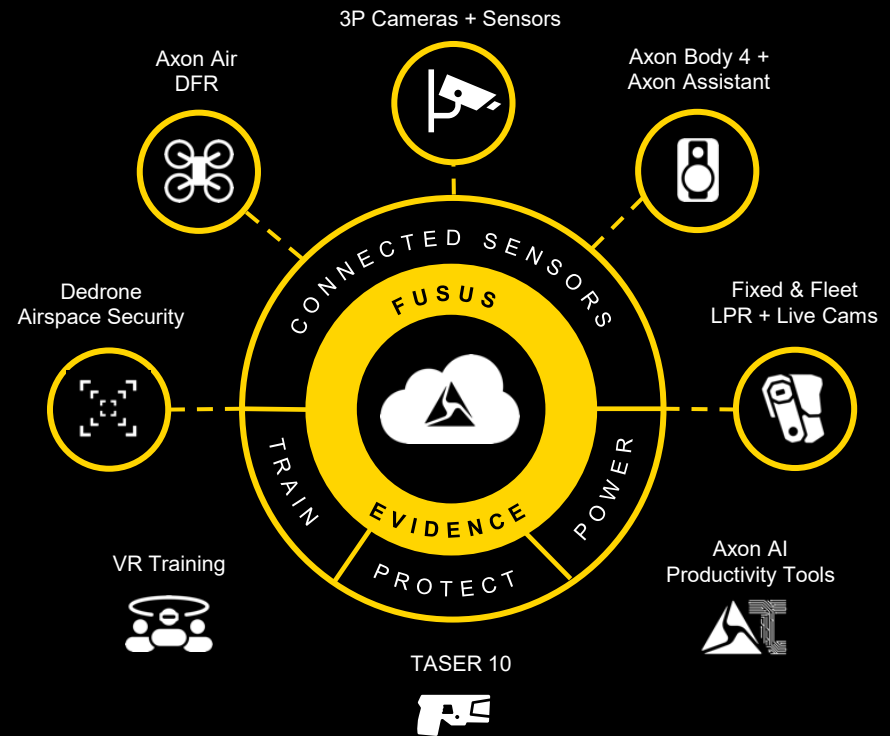 3P Cameras + Sensors
Axon Air
DFR
Axon Body 4 +
Axon Assistant
CONNECTED SENSORS
FUSUS
Dedrone
Airspace Security
Fixed & Fleet
LPR + Live Cams
TRAIN
EVIDENCE
POWER
PROTECT
VR Training
Axon AI
Productivity Tools
TASER 10